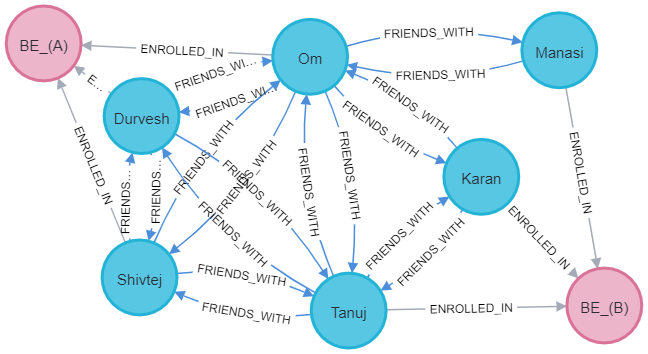 BE_(A)
ENROLLED_IN
Om
FRIENDS_WITH
Manasi
FRIENDS_WITH
FRIENDS_WI...
E...
FRIENDS_WI...
Durvesh
FRIENDS_WITH
FRIENDS_WITH
ENROLLED_IN
ENROLLED_IN
FRIENDS_WITH
FRIENDS_WITH
FRIENDS_WITH
FRIENDS_WITH
FRIENDS_WITH
Karan
FRIENDS...
FRIENDS...
FRIENDS_WITH
FRIENDS_WITH
FRIENDS_WITH
FRIENDS_WITH
ENROLLED_IN
Shivtej
FRIENDS_WITH
FRIENDS_WITH
Tanuj
ENROLLED_IN
BE_(B)